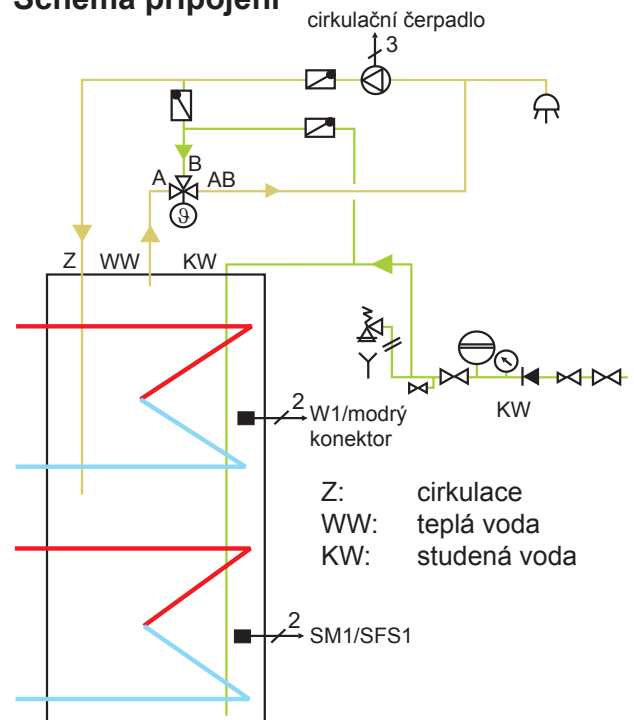 Schéma připojení
cirkulační čerpadlo
3
B
A
AB
ϑ
Z
WW
KW
2
W1/modrý
konektor
KW
Z: cirkulace
WW: teplá voda
KW: studená voda
2
SM1/SFS1